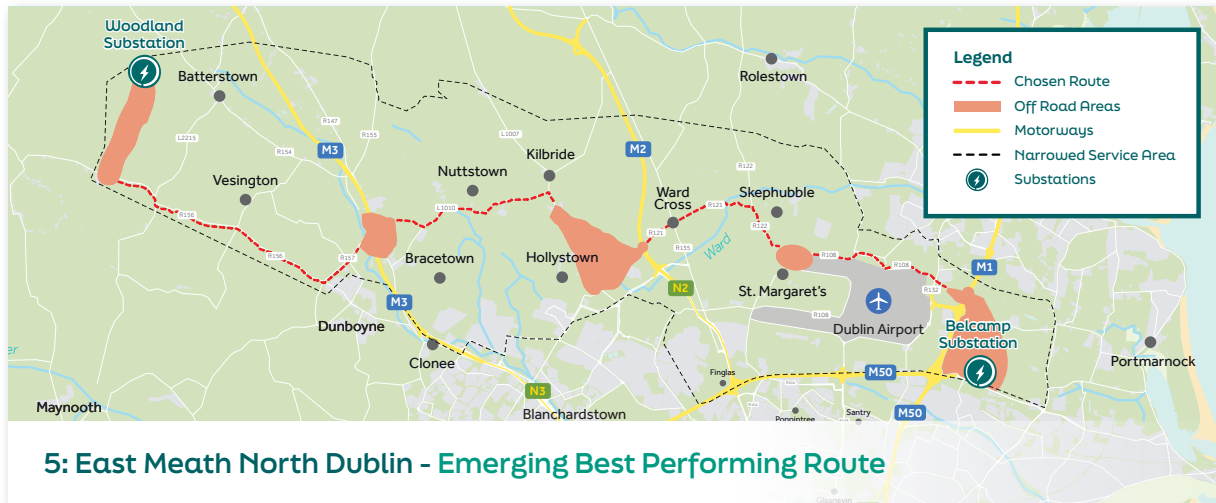 Woodland
Substation
Batterstown
Rolestown
Legend
Chosen Route
Off Road Areas
Motorways
Narrowed Service Area
Substations
R147
R155
L2215
R154
M3
L1007
Kilbride
M2
R122
Nuttstown
Vesington
Ward
Cross
Skephubble
R156
L1010
R121
R121
R122
R135
Ward
R156
R157
Bracetown
Hollystown
St. Margaret's
R108
R108
M1
R132
M3
N2
R108
Dublin Airport
Belcamp
Substation
Dunboyne
Clonee
Portmarnock
Finglas
M50
N3
Maynooth
Blanchardstown
Poppintree
Santry
M50
5: East Meath North Dublin - Emerging Best Performing Route
Glasnevin